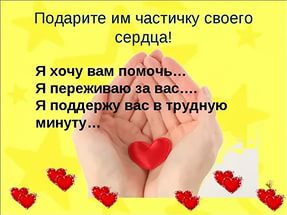 Подарите им частичку своего
сердца!
Я хочу вам помочь…
Я переживаю за вас….
Я поддержу вас в трудную
минуту…